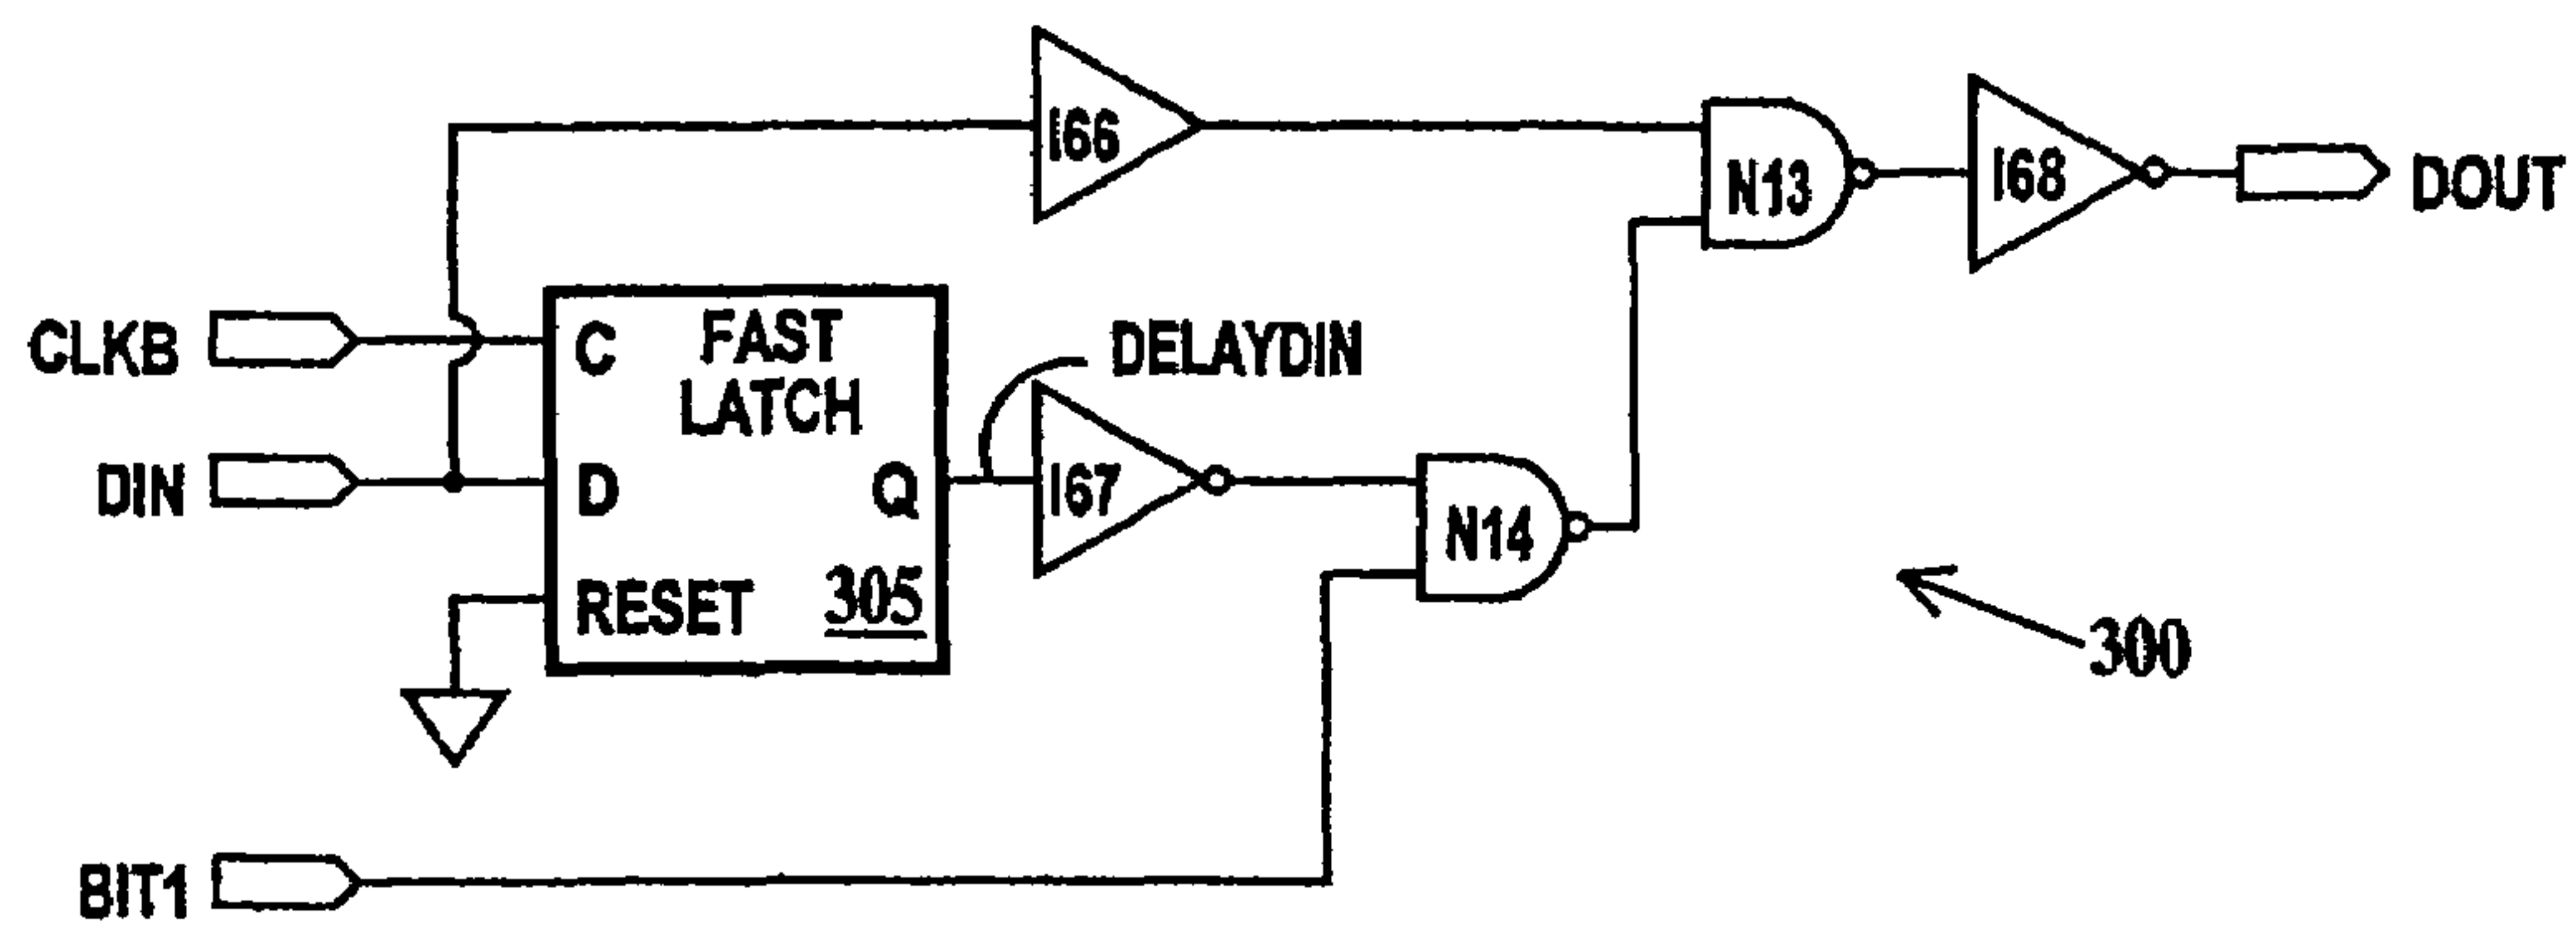 I66
N13
I68
DOUT
CLKB
C
FAST
LATCH
DELAYDIN
DIN
D
Q
I67
N14
RESET
305
300
BIT1